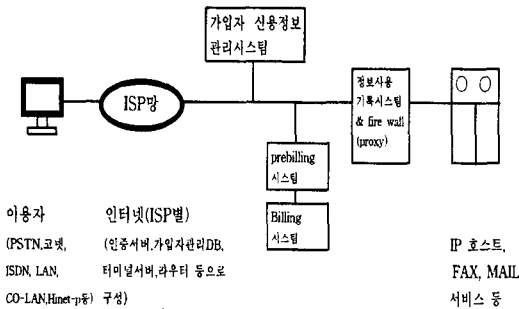 가입자 신용정보
관리시스템
ISP망
정보사용
기록시스템
& fire wall
(proxy)
prebilling
시스템
Billing
시스템
이용자
(PSTN,코넷,
ISDN, LAN,
CO-LAN,Hinet-p등)
인터넷(ISP별)
(인증서버,가입자관리DB,
터미널서버,라우터 등으로
구성)
IP 호스트,
FAX, MAIL
서비스 등